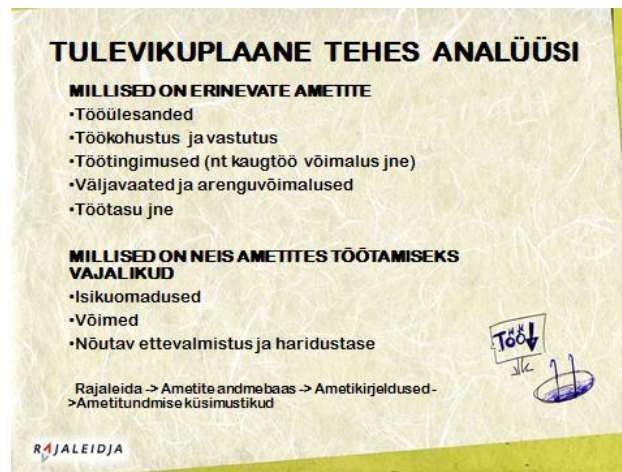 TULEVIKUPLAANE TEHES ANALÜÜSI
MILLISED ON ERINEVATE AMETITE
•Tööülesanded
•Töökohustus ja vastutus
•Töötingimused (nt kaugtöö võimalus jne)
•Väljavaated ja arenguvõimalused
•Töötasu jne
MILLISED ON NEIS AMETITES TÖÖTAMISEKS
VAJALIKUD
•Isikuomadused
•Võimed
•Nõutav ettevalmistus ja haridustase
TÖÖ
Rajaleida -> Ametite andmebaas -> Ametikirjeldused-
>Ametitundmise küsimustikud
RAJALEIDJA